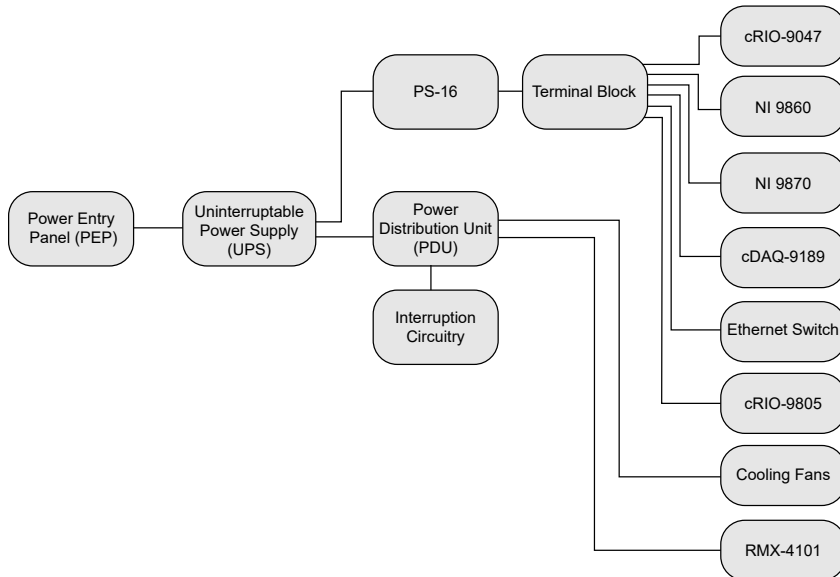 cRIO-9047
PS-16
Terminal Block
NI 9860
NI 9870
Power Entry
Panel (PEP)
Uninterruptable
Power Supply
(UPS)
Power
Distribution Unit
(PDU)
cDAQ-9189
Interruption
Circuitry
Ethernet Switch
cRIO-9805
Cooling Fans
RMX-4101